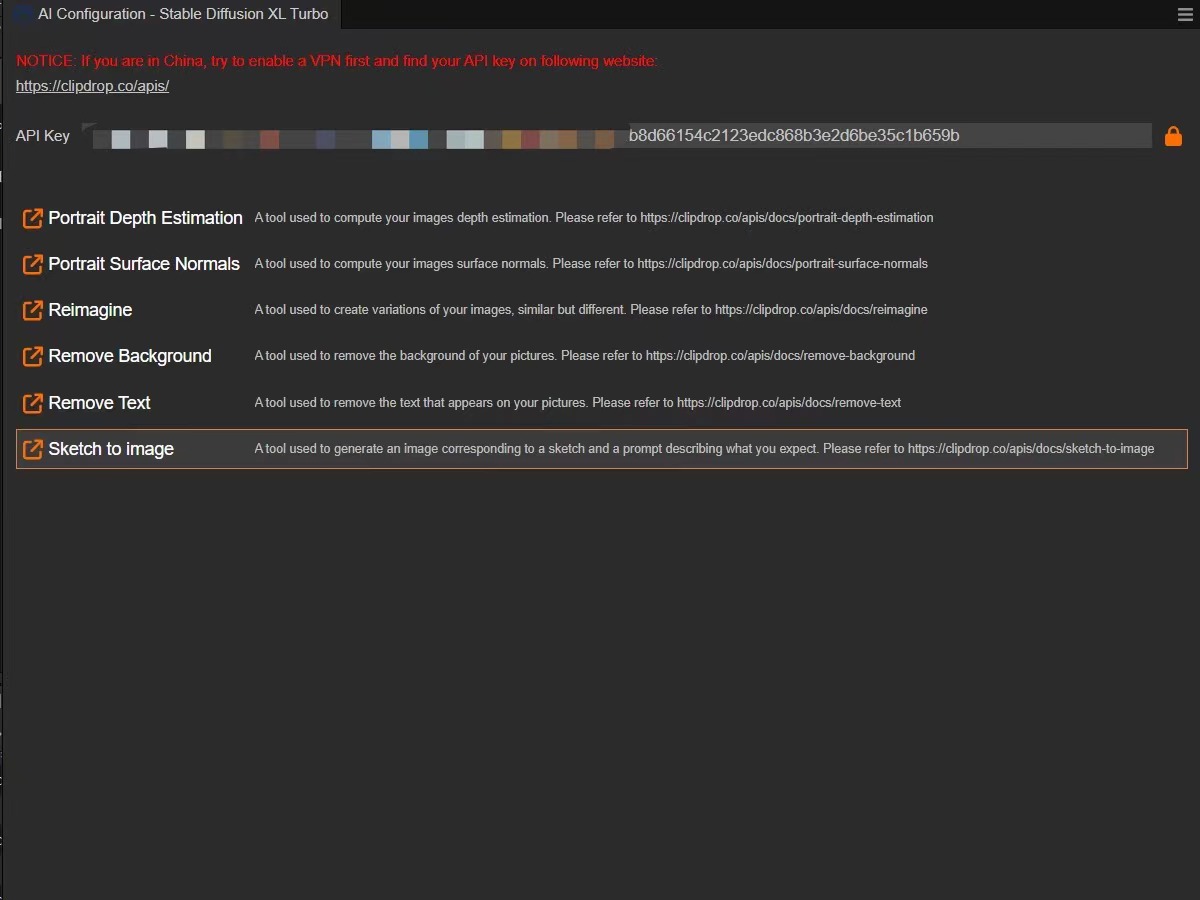 AI Configuration - Stable Diffusion XL Turbo
NOTICE: If you are in China, try to enable a VPN first and find your API key on following website:
https://clipdrop.co/apis/
API Key b8d66154c2123edc868b3e2d6be35c1b659b
Portrait Depth Estimation A tool used to compute your images depth estimation. Please refer to https://clipdrop.co/apis/docs/portrait-depth-estimation
Portrait Surface Normals A tool used to compute your images surface normals. Please refer to https://clipdrop.co/apis/docs/portrait-surface-normals
Reimagine A tool used to create variations of your images, similar but different. Please refer to https://clipdrop.co/apis/docs/reimagine
Remove Background A tool used to remove the background of your pictures. Please refer to https://clipdrop.co/apis/docs/remove-background
Remove Text A tool used to remove the text that appears on your pictures. Please refer to https://clipdrop.co/apis/docs/remove-text
Sketch to image A tool used to generate an image corresponding to a sketch and a prompt describing what you expect. Please refer to https://clipdrop.co/apis/docs/sketch-to-image